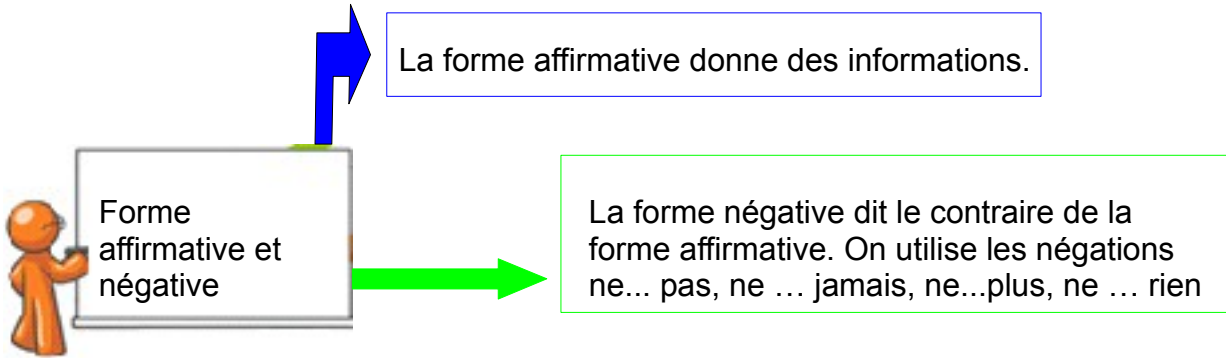 La forme affirmative donne des informations.
Forme
affirmative et
négative
La forme négative dit le contraire de la
forme affirmative. On utilise les négations
ne... pas, ne … jamais, ne...plus, ne … rien